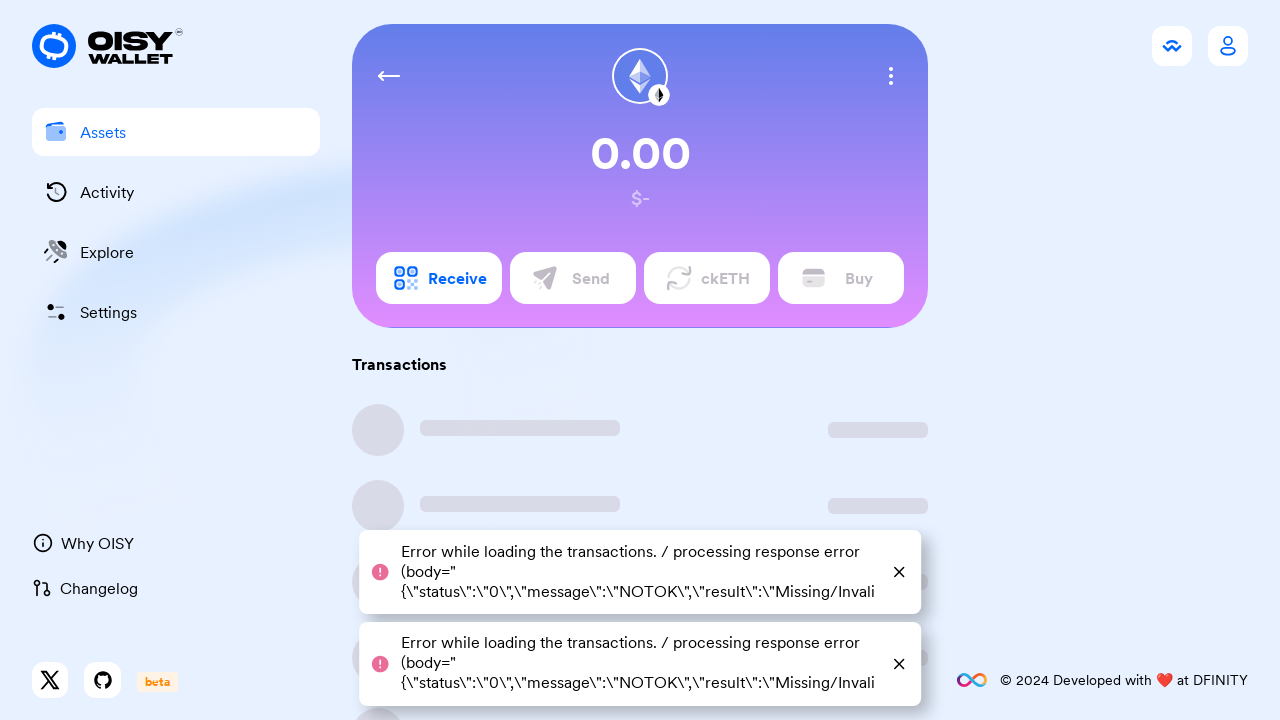 OISY
WALLET
Assets
Activity
Explore
Settings
Why OISY
Changelog
beta
0.00
$-
Receive
Send
ckETH
Buy
Transactions
Error while loading the transactions. / processing response error
(body="
{\"status\":\"0\",\"message\":\"NOTOK\",\"result\":\"Missing/Invali
Error while loading the transactions. / processing response error
(body="
{\"status\":\"0\",\"message\":\"NOTOK\",\"result\":\"Missing/Invali
© 2024 Developed with ❤️ at DFINITY